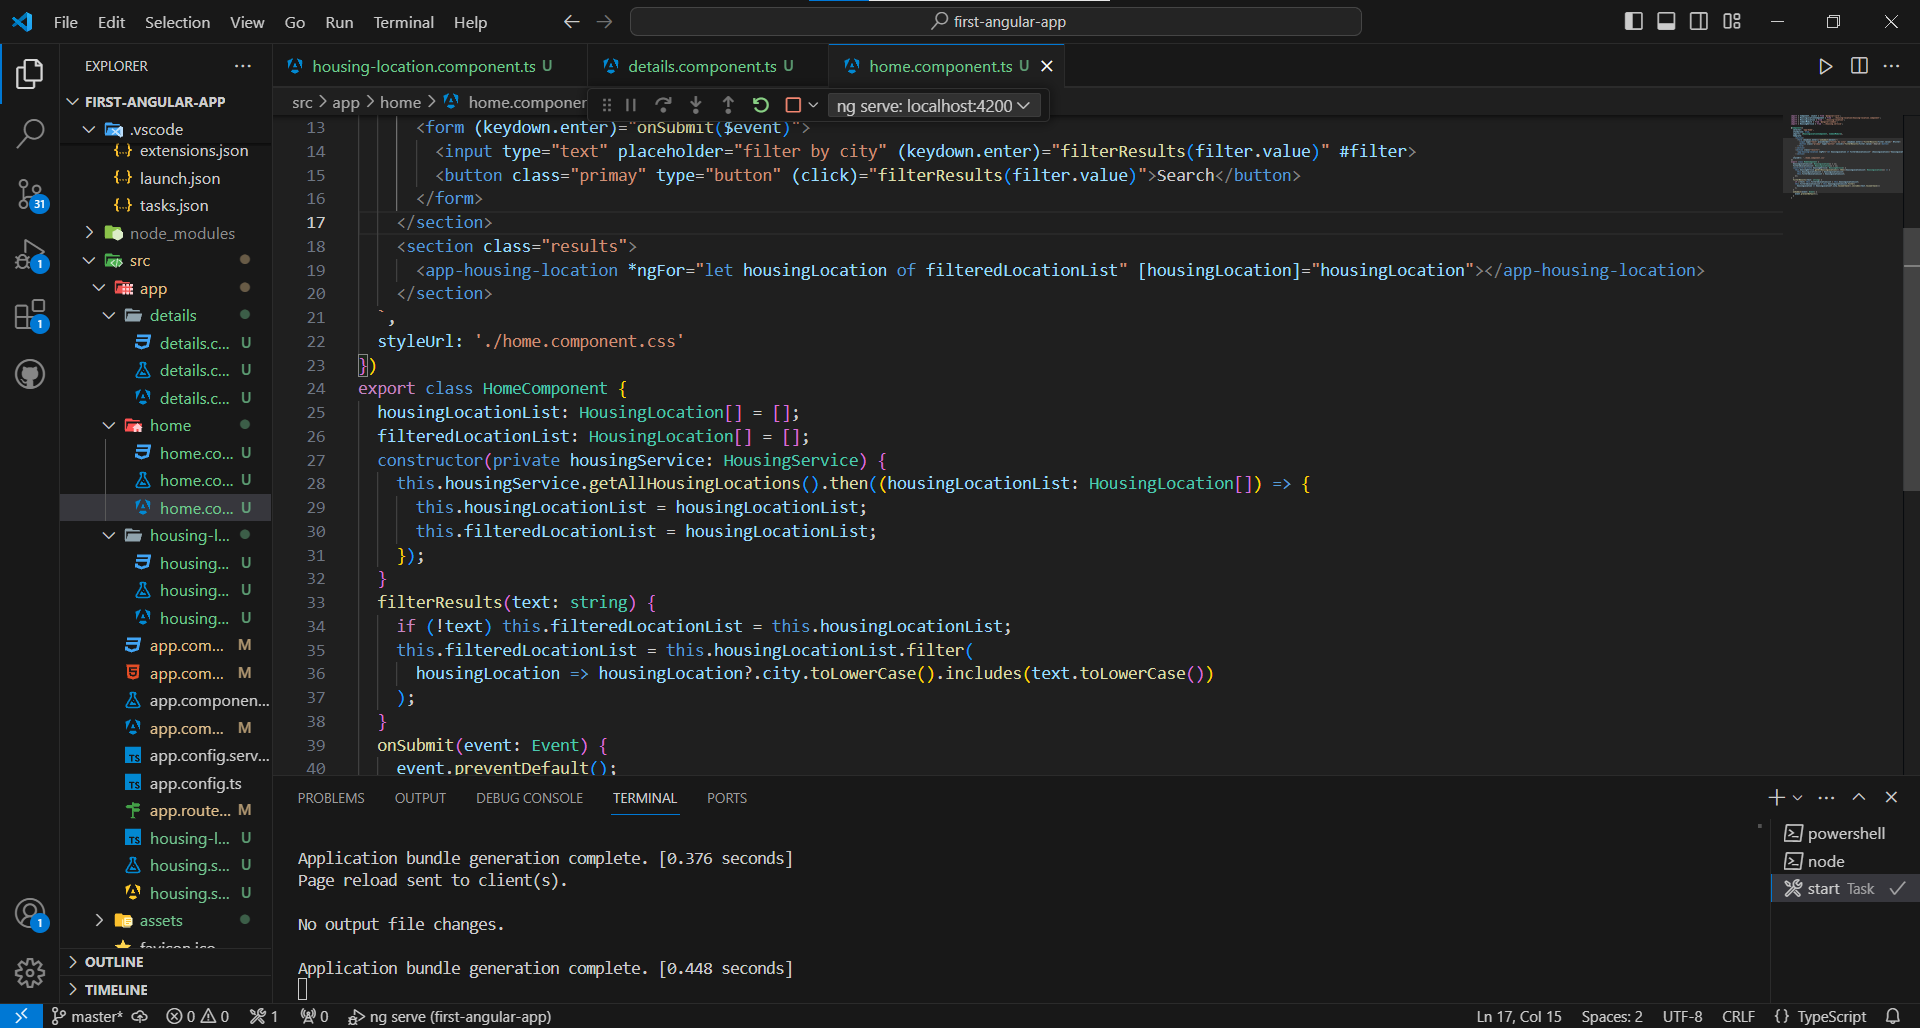 File Edit Selection View Go Run Terminal Help
first-angular-app
EXPLORER
FIRST-ANGULAR-APP
.vscode
extensions.json
launch.json
tasks.json
node_modules
src
app
details
details.c... U
details.c... U
details.c... U
home
home.co... U
home.co... U
home.co... U
housing-l...
housing... U
housing... U
housing... U
app.com... M
app.com... M
app.componen...
app.com... M
app.config.serv...
app.config.ts
app.route... M
housing-l... U
housing.s... U
housing.s... U
assets
favicon.ico
OUTLINE
TIMELINE
31
1
1
1
housing-location.component.ts U
details.component.ts U
home.component.ts U
src > app > home > home.componen
ng serve: localhost:4200
13 <form (keydown.enter)="onSubmit($event)">
14 <input type="text" placeholder="filter by city" (keydown.enter)="filterResults(filter.value)" #filter>
15 <button class="primay" type="button" (click)="filterResults(filter.value)">Search</button>
16 </form>
17 </section>
18 <section class="results">
19 <app-housing-location *ngFor="let housingLocation of filteredLocationList" [housingLocation]="housingLocation"></app-housing-location>
20 </section>
21 `,
22 styleUrl: './home.component.css'
23 })
24 export class HomeComponent {
25 housingLocationList: HousingLocation[] = [];
26 filteredLocationList: HousingLocation[] = [];
27 constructor(private housingService: HousingService) {
28 this.housingService.getAllHousingLocations().then((housingLocationList: HousingLocation[]) => {
29 this.housingLocationList = housingLocationList;
30 this.filteredLocationList = housingLocationList;
31 });
32 }
33 filterResults(text: string) {
34 if (!text) this.filteredLocationList = this.housingLocationList;
35 this.filteredLocationList = this.housingLocationList.filter(
36 housingLocation => housingLocation?.city.toLowerCase().includes(text.toLowerCase())
37 );
38 }
39 onSubmit(event: Event) {
40 event.preventDefault();
PROBLEMS OUTPUT DEBUG CONSOLE TERMINAL PORTS
Application bundle generation complete. [0.376 seconds]
Page reload sent to client(s).
No output file changes.
Application bundle generation complete. [0.448 seconds]
powershell
node
start Task
master* 0 0 1 0 ng serve (first-angular-app)
Ln 17, Col 15 Spaces: 2 UTF-8 CRLF {} TypeScript